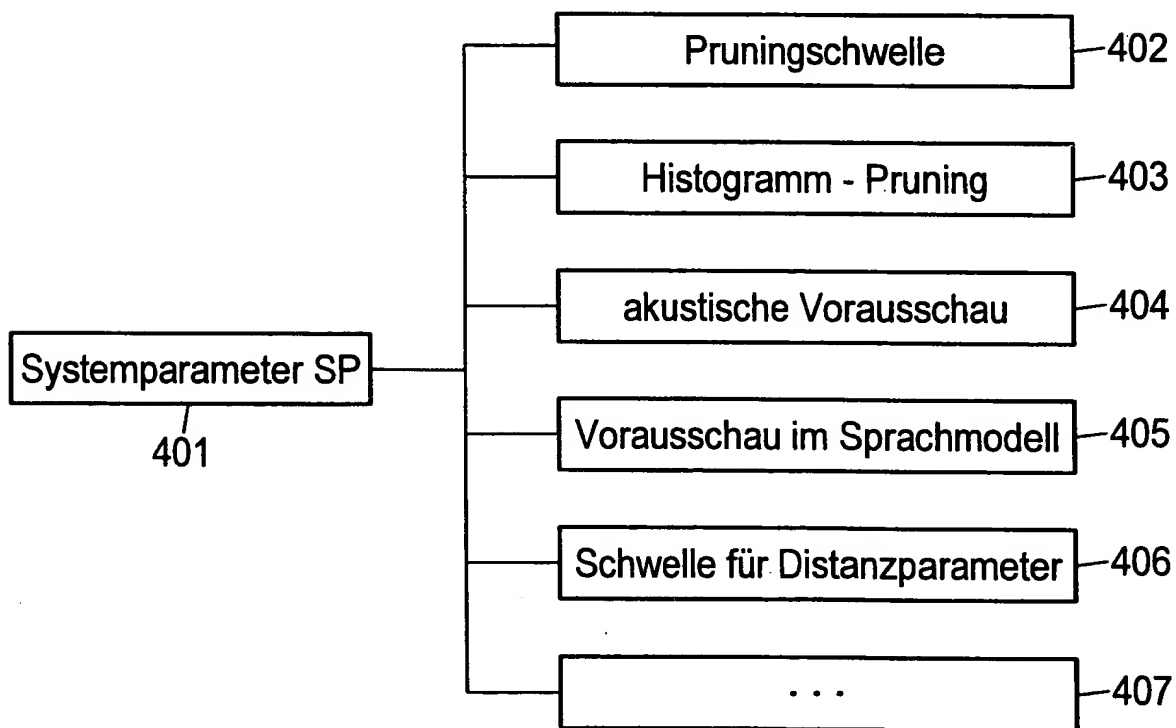 Pruningschwelle 402
Histogramm - Pruning 403
akustische Vorausschau 404
Systemparameter SP
401
Vorausschau im Sprachmodell 405
Schwelle für Distanzparameter 406
. . . 407